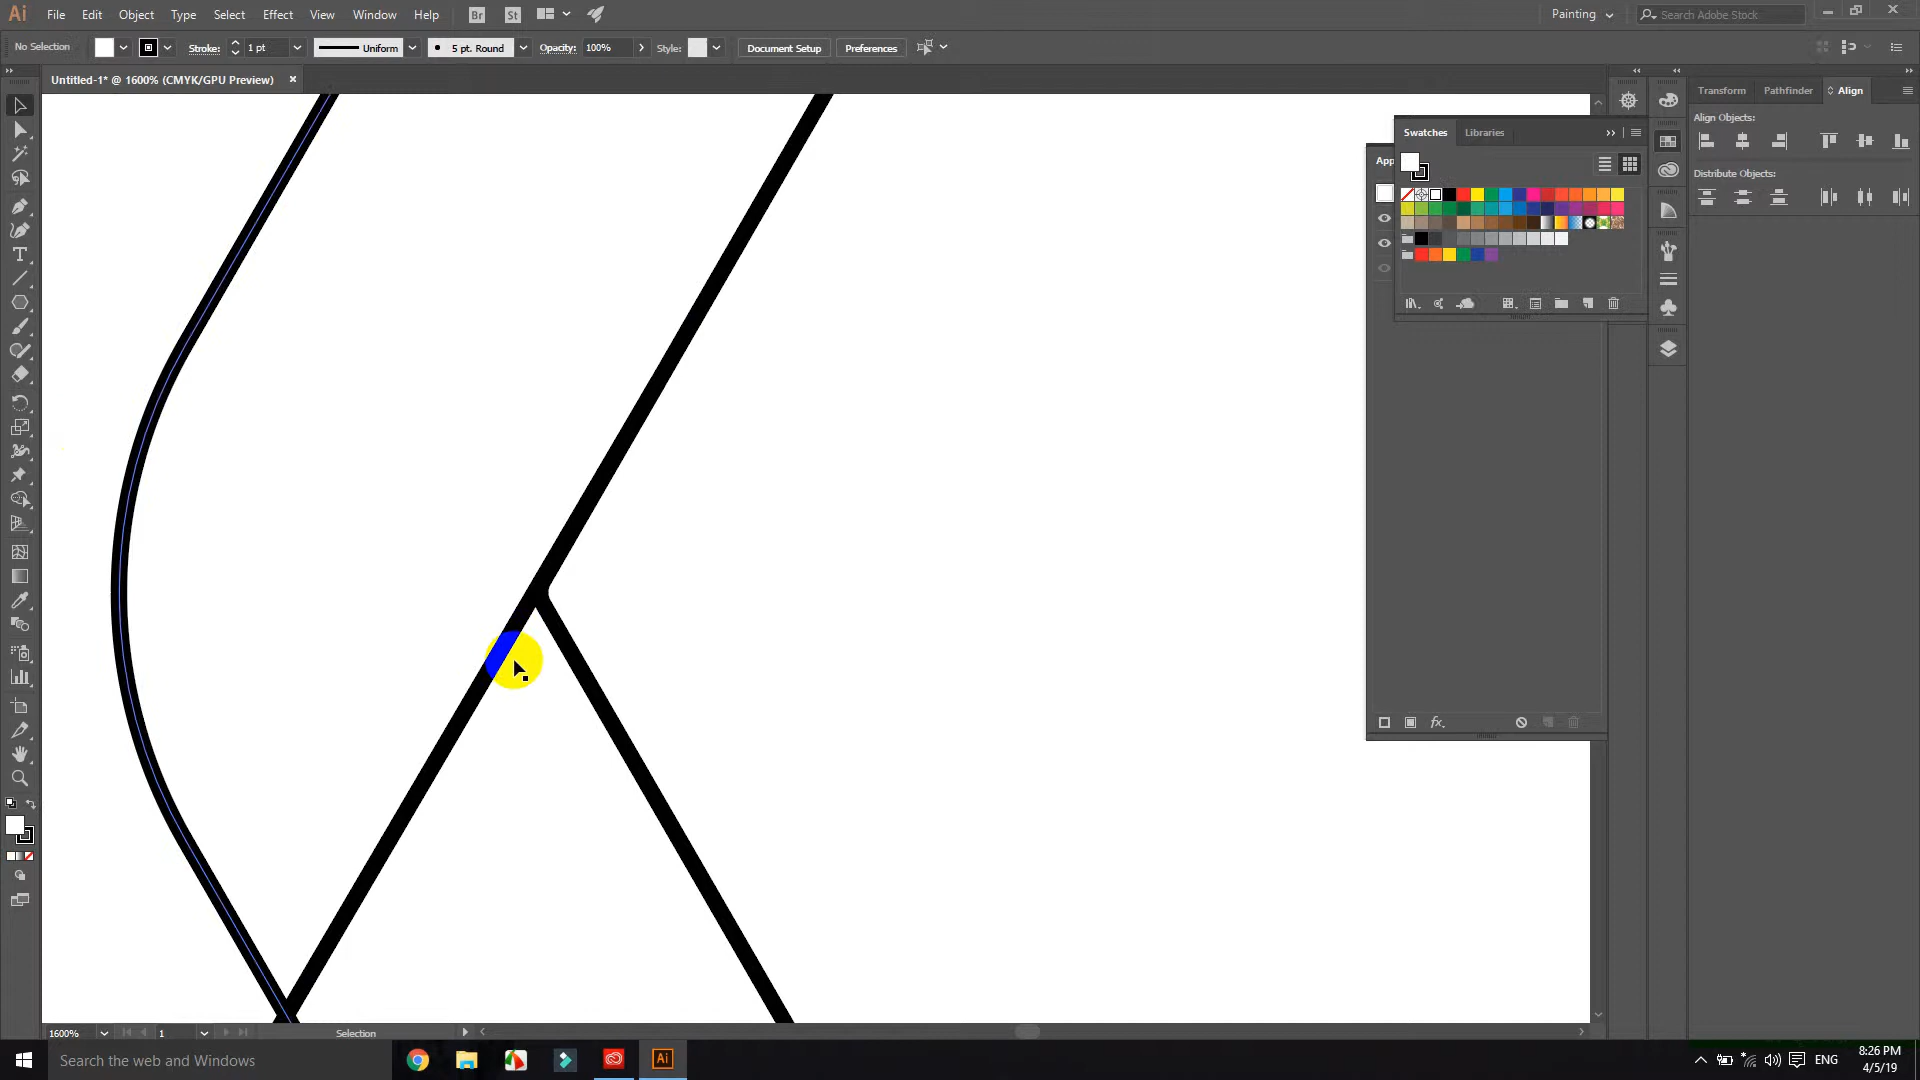 Ai File Edit Object Type Select Effect View Window Help Br St Painting Search Adobe Stock
No Selection Stroke: 1 pt Uniform 5 pt. Round Opacity: 100% Style: Document Setup Preferences
Untitled-1* @ 1600% (CMYK/GPU Preview)
Transform Pathfinder Align
Align Objects:
Swatches Libraries
App
Distribute Objects:
fx
1600% 1 Selection
Search the web and Windows Ai ENG
8:26 PM
4/5/19